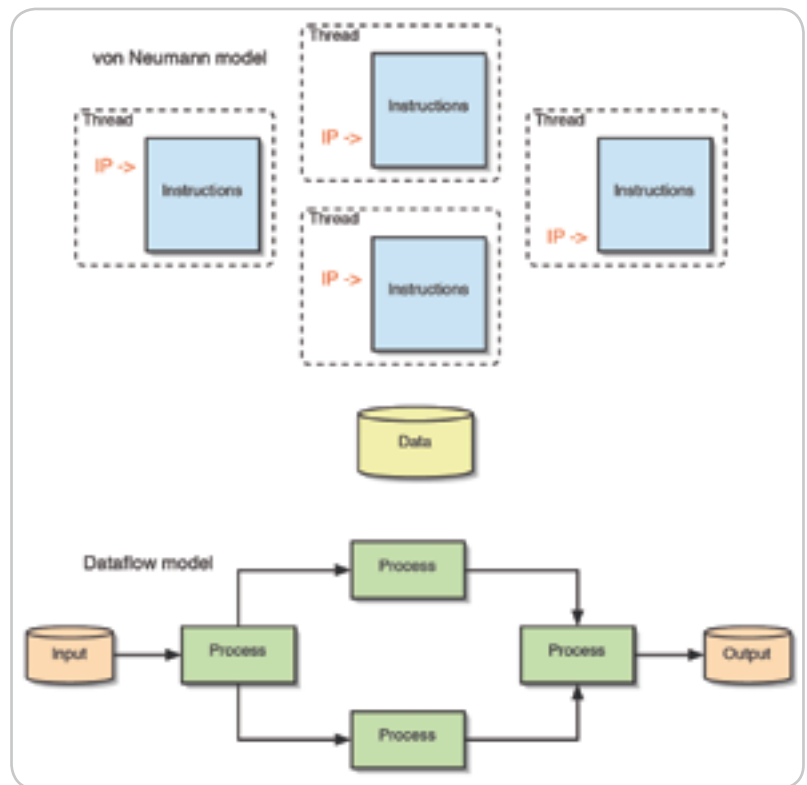 von Neumann model
Thread
IP ->
Instructions
Thread
IP ->
Instructions
Thread
IP ->
Instructions
Thread
IP ->
Instructions
Data
Dataflow model
Input
Process
Process
Process
Process
Output